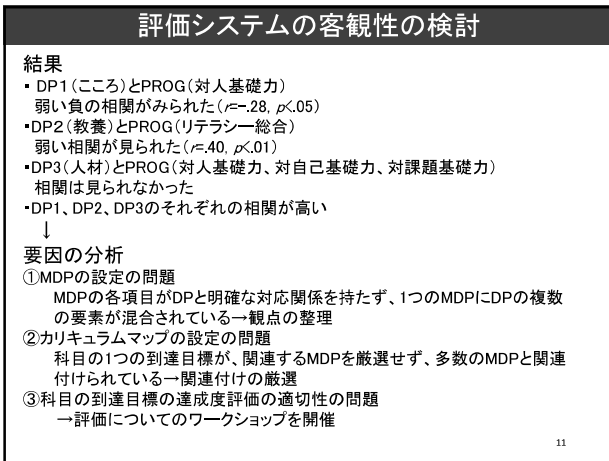 評価システムの客観性の検討
結果
▪ DP1(こころ)とPROG(対人基礎力)
弱い負の相関がみられた(r=-.28, p<.05)
▪DP2(教養)とPROG(リテラシー総合)
弱い相関が見られた(r=.40, p<.01)
▪DP3(人材)とPROG(対人基礎力、対自己基礎力、対課題基礎力)
相関は見られなかった
▪DP1、DP2、DP3のそれぞれの相関が高い
↓
要因の分析
①MDPの設定の問題
MDPの各項目がDPと明確な対応関係を持たず、1つのMDPにDPの複数
の要素が混合されている→観点の整理
②カリキュラムマップの設定の問題
科目の1つの到達目標が、関連するMDPを厳選せず、多数のMDPと関連
付けられている→関連付けの厳選
③科目の到達目標の達成度評価の適切性の問題
→評価についてのワークショップを開催
11